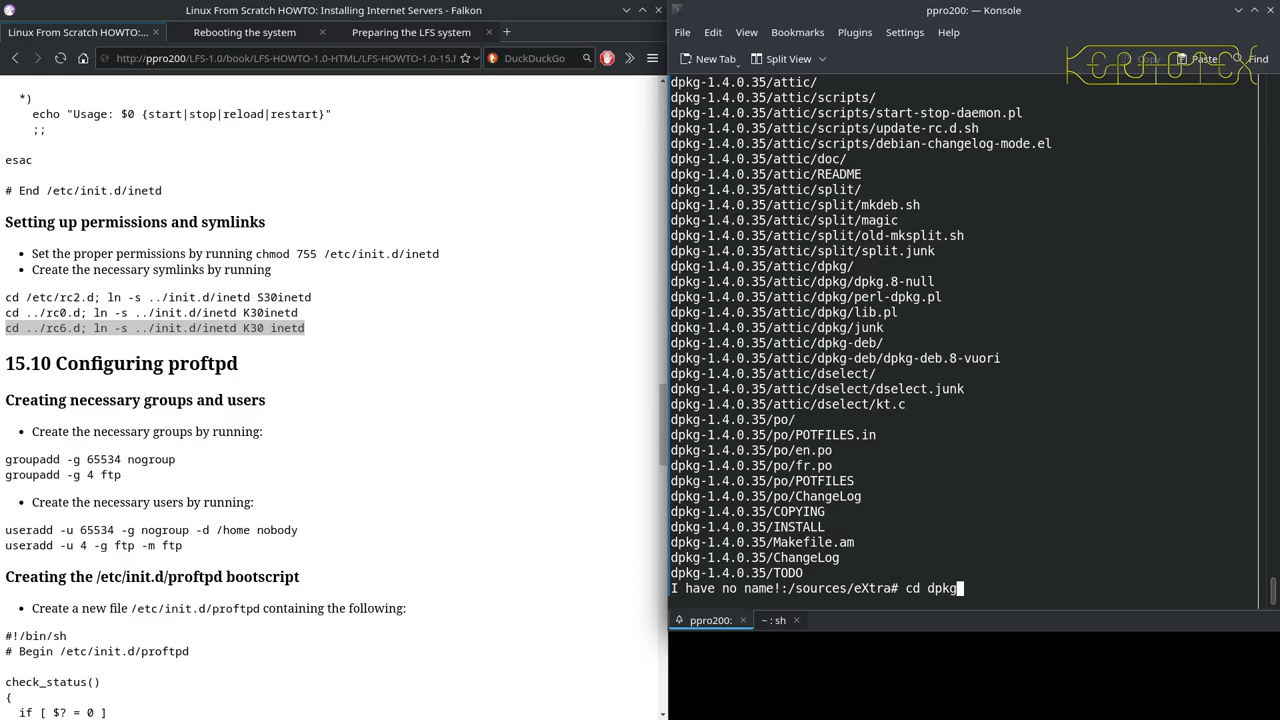 Linux From Scratch HOWTO: Installing Internet Servers - Falkon
Linux From Scratch HOWTO:...
Rebooting the system
Preparing the LFS system
http://ppro200/LFS-1.0/book/LFS-HOWTO-1.0-HTML/LFS-HOWTO-1.0-15.
DuckDuckGo
*)
echo "Usage: $0 {start|stop|reload|restart}"
;;
esac
# End /etc/init.d/inetd
Setting up permissions and symlinks
• Set the proper permissions by running chmod 755 /etc/init.d/inetd
• Create the necessary symlinks by running
cd /etc/rc2.d; ln -s ../init.d/inetd S30inetd
cd ../rc0.d; ln -s ../init.d/inetd K30inetd
cd ../rc6.d; ln -s ../init.d/inetd K30 inetd
15.10 Configuring proftpd
Creating necessary groups and users
• Create the necessary groups by running:
groupadd -g 65534 nogroup
groupadd -g 4 ftp
• Create the necessary users by running:
useradd -u 65534 -g nogroup -d /home nobody
useradd -u 4 -g ftp -m ftp
Creating the /etc/init.d/proftpd bootscript
• Create a new file /etc/init.d/proftpd containing the following:
#!/bin/sh
# Begin /etc/init.d/proftpd
check_status()
{
if [ $? = 0 ]
ppro200: — Konsole
File Edit View Bookmarks Plugins Settings Help
New Tab Split View Copy Paste Find
dpkg-1.4.0.35/attic/
dpkg-1.4.0.35/attic/scripts/
dpkg-1.4.0.35/attic/scripts/start-stop-daemon.pl
dpkg-1.4.0.35/attic/scripts/update-rc.d.sh
dpkg-1.4.0.35/attic/scripts/debian-changelog-mode.el
dpkg-1.4.0.35/attic/doc/
dpkg-1.4.0.35/attic/README
dpkg-1.4.0.35/attic/split/
dpkg-1.4.0.35/attic/split/mkdeb.sh
dpkg-1.4.0.35/attic/split/magic
dpkg-1.4.0.35/attic/split/old-mksplit.sh
dpkg-1.4.0.35/attic/split/split.junk
dpkg-1.4.0.35/attic/dpkg/
dpkg-1.4.0.35/attic/dpkg/dpkg.8-null
dpkg-1.4.0.35/attic/dpkg/perl-dpkg.pl
dpkg-1.4.0.35/attic/dpkg/lib.pl
dpkg-1.4.0.35/attic/dpkg/junk
dpkg-1.4.0.35/attic/dpkg-deb/
dpkg-1.4.0.35/attic/dpkg-deb/dpkg-deb.8-vuori
dpkg-1.4.0.35/attic/dselect/
dpkg-1.4.0.35/attic/dselect/dselect.junk
dpkg-1.4.0.35/attic/dselect/kt.c
dpkg-1.4.0.35/po/
dpkg-1.4.0.35/po/POTFILES.in
dpkg-1.4.0.35/po/en.po
dpkg-1.4.0.35/po/fr.po
dpkg-1.4.0.35/po/POTFILES
dpkg-1.4.0.35/po/ChangeLog
dpkg-1.4.0.35/COPYING
dpkg-1.4.0.35/INSTALL
dpkg-1.4.0.35/Makefile.am
dpkg-1.4.0.35/ChangeLog
dpkg-1.4.0.35/TODO
I have no name!:/sources/eXtra# cd dpkg
ppro200:
~ : sh